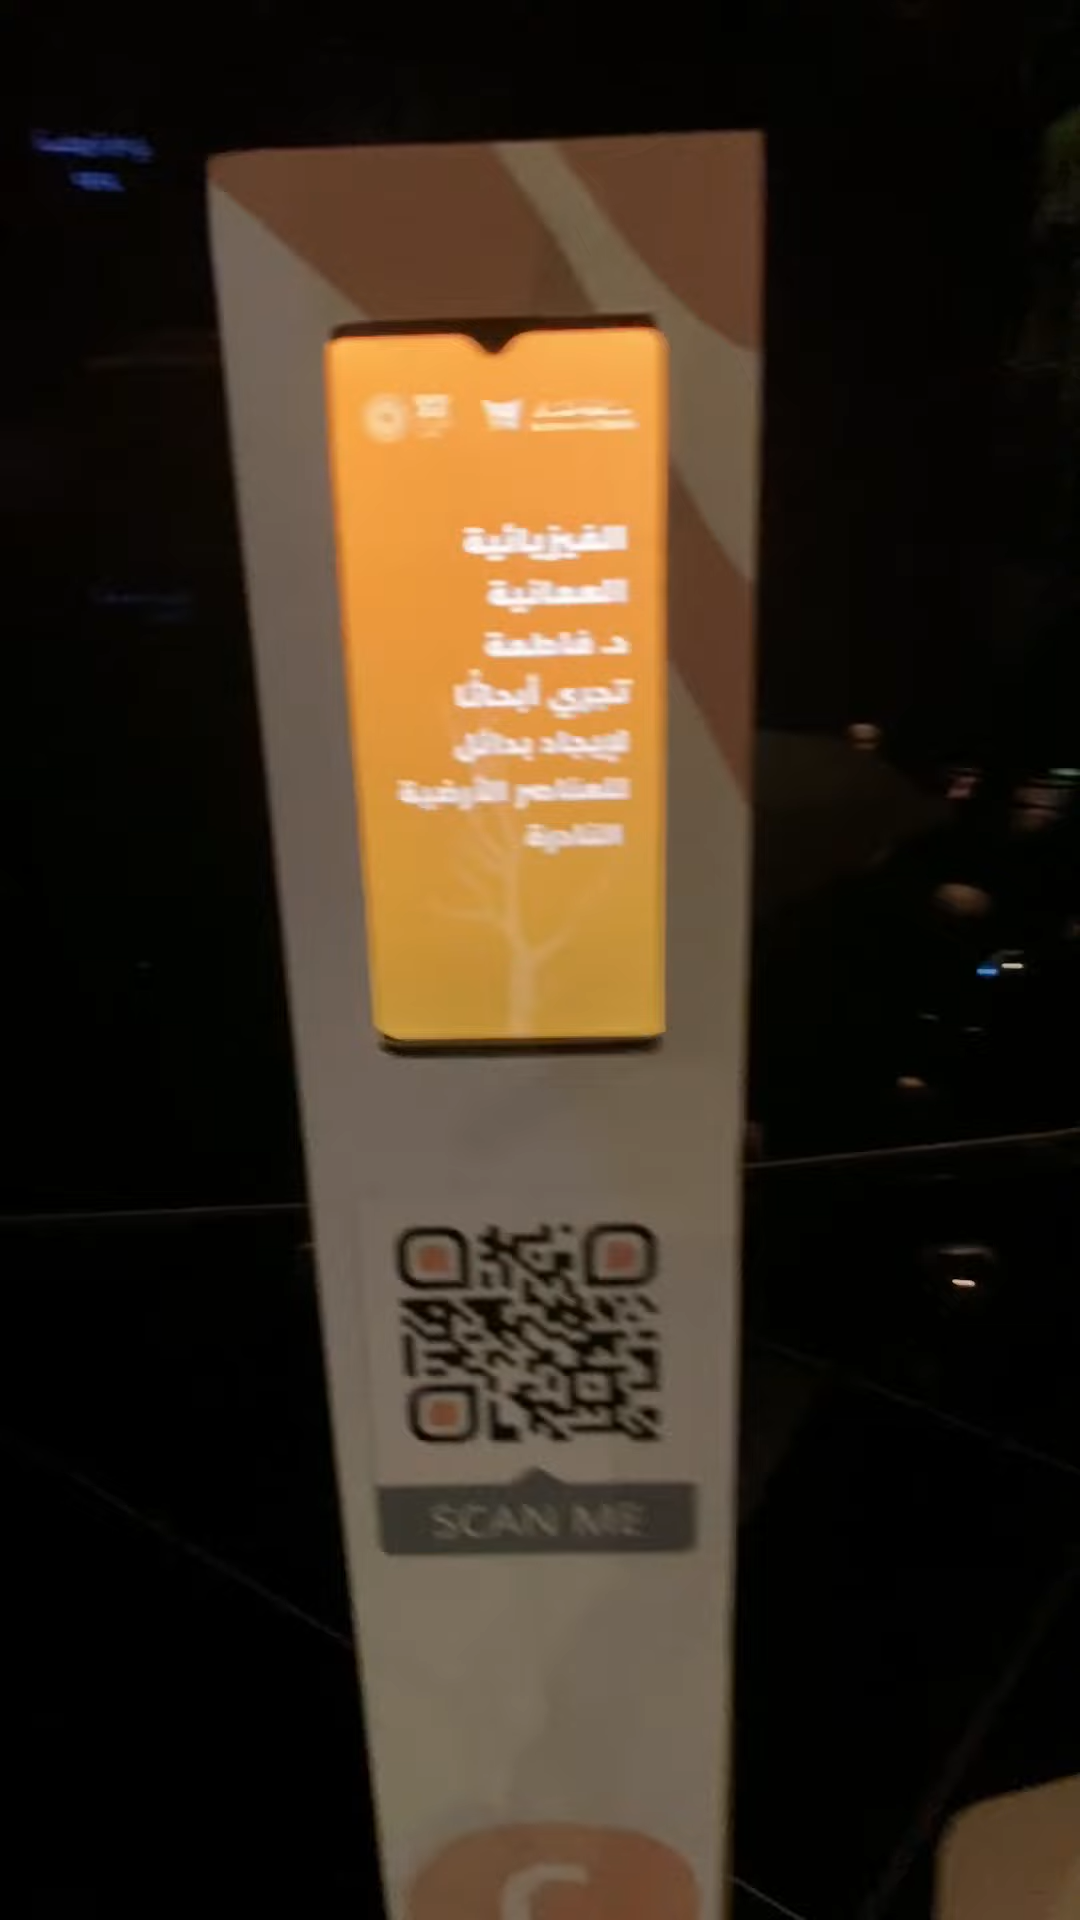 الفيزيائية
العمانية
د. فاطمة
تجري أبحاثًا
لإيجاد بدائل
للعناصر الأرضية
النادرة
SCAN ME